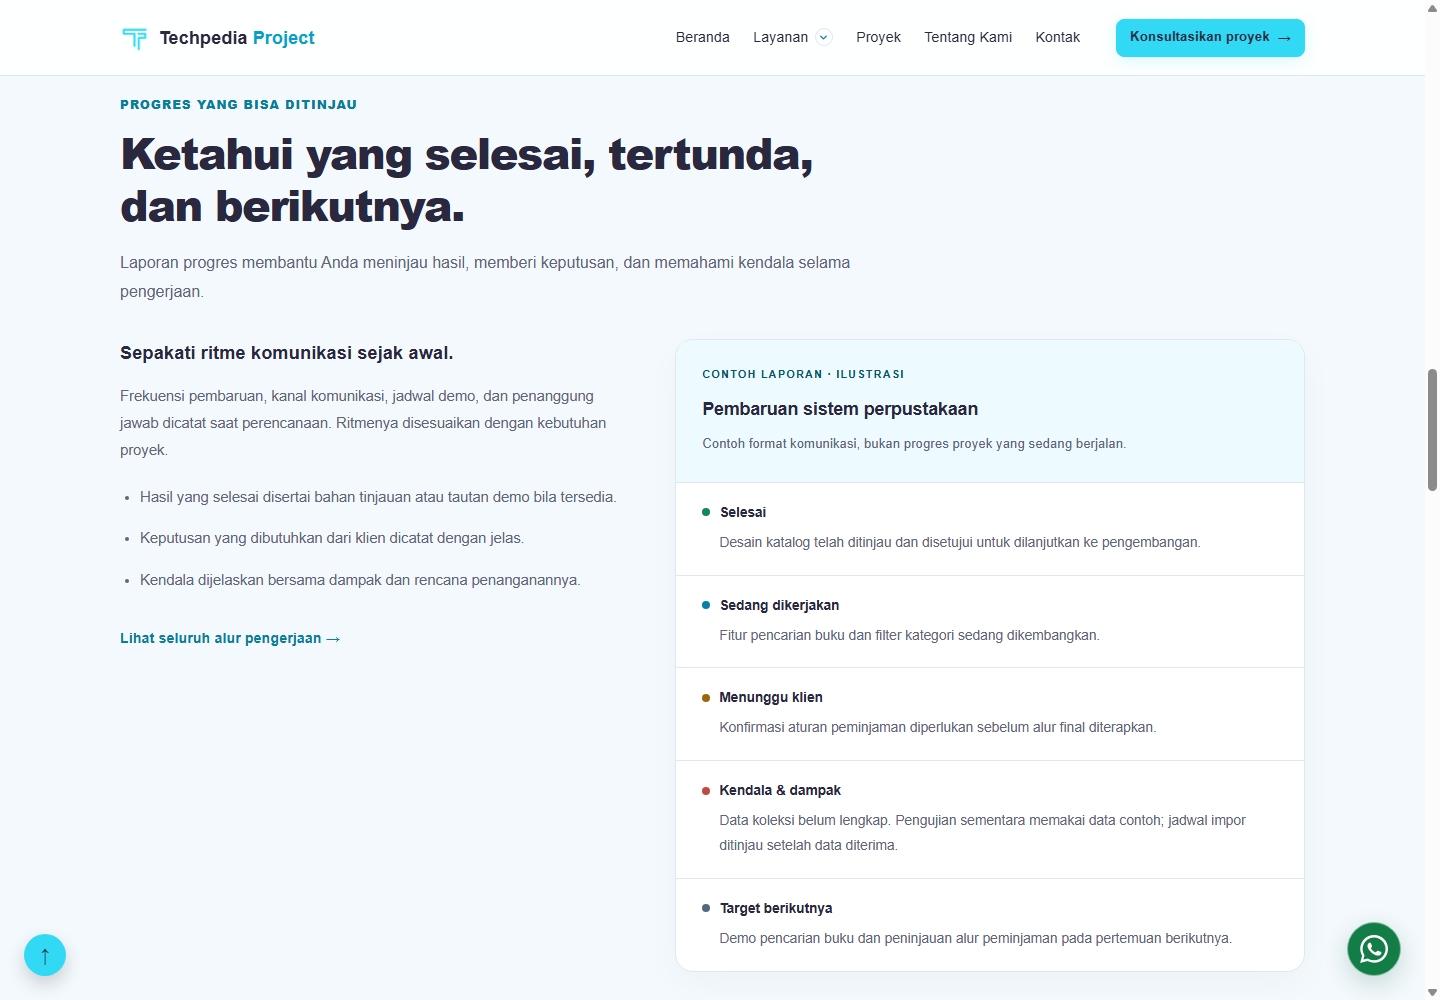 Techpedia Project
Beranda
Layanan
Proyek
Tentang Kami
Kontak
Konsultasikan proyek →
PROGRES YANG BISA DITINJAU
Ketahui yang selesai, tertunda,
dan berikutnya.
Laporan progres membantu Anda meninjau hasil, memberi keputusan, dan memahami kendala selama
pengerjaan.
Sepakati ritme komunikasi sejak awal.
Frekuensi pembaruan, kanal komunikasi, jadwal demo, dan penanggung
jawab dicatat saat perencanaan. Ritmenya disesuaikan dengan kebutuhan
proyek.
• Hasil yang selesai disertai bahan tinjauan atau tautan demo bila tersedia.
• Keputusan yang dibutuhkan dari klien dicatat dengan jelas.
• Kendala dijelaskan bersama dampak dan rencana penanganannya.
Lihat seluruh alur pengerjaan →
CONTOH LAPORAN · ILUSTRASI
Pembaruan sistem perpustakaan
Contoh format komunikasi, bukan progres proyek yang sedang berjalan.
Selesai
Desain katalog telah ditinjau dan disetujui untuk dilanjutkan ke pengembangan.
Sedang dikerjakan
Fitur pencarian buku dan filter kategori sedang dikembangkan.
Menunggu klien
Konfirmasi aturan peminjaman diperlukan sebelum alur final diterapkan.
Kendala & dampak
Data koleksi belum lengkap. Pengujian sementara memakai data contoh; jadwal impor
ditinjau setelah data diterima.
Target berikutnya
Demo pencarian buku dan peninjauan alur peminjaman pada pertemuan berikutnya.
↑